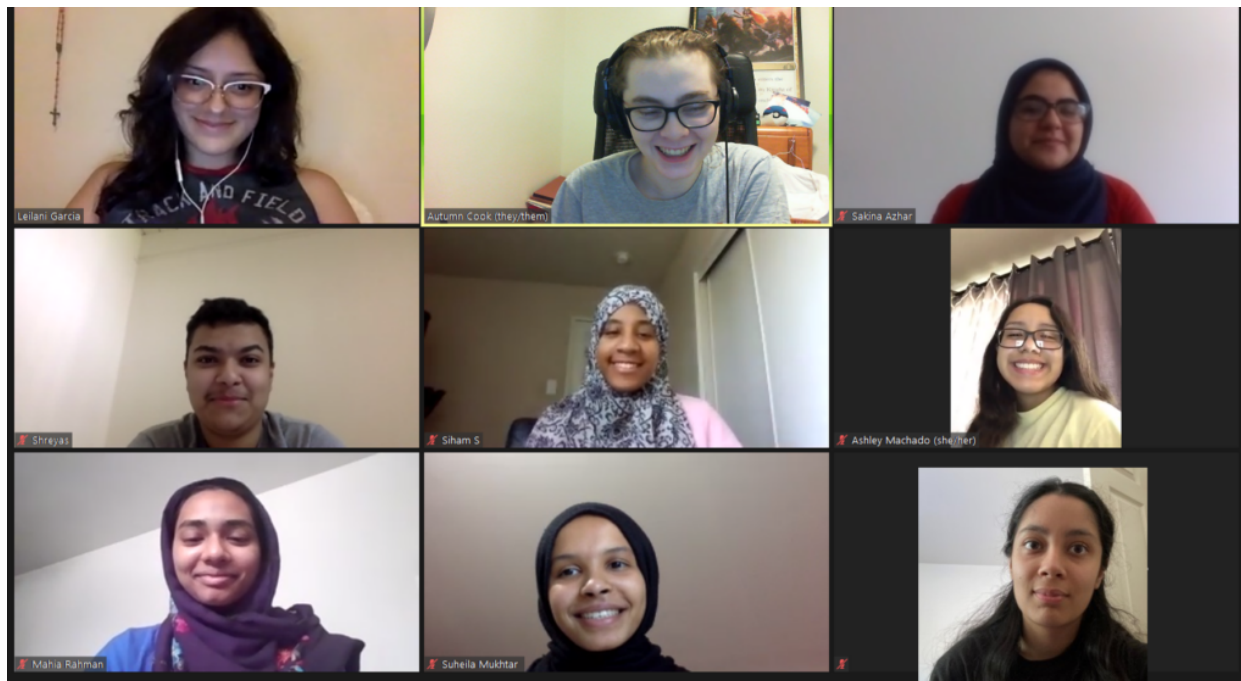 TRACK AND FIELD
Leilani Garcia
Autumn Cook (they/them)
Sakina Azhar
Shreyas
Siham S
Ashley Machado (she/her)
Mahia Rahman
Suheila Mukhtar